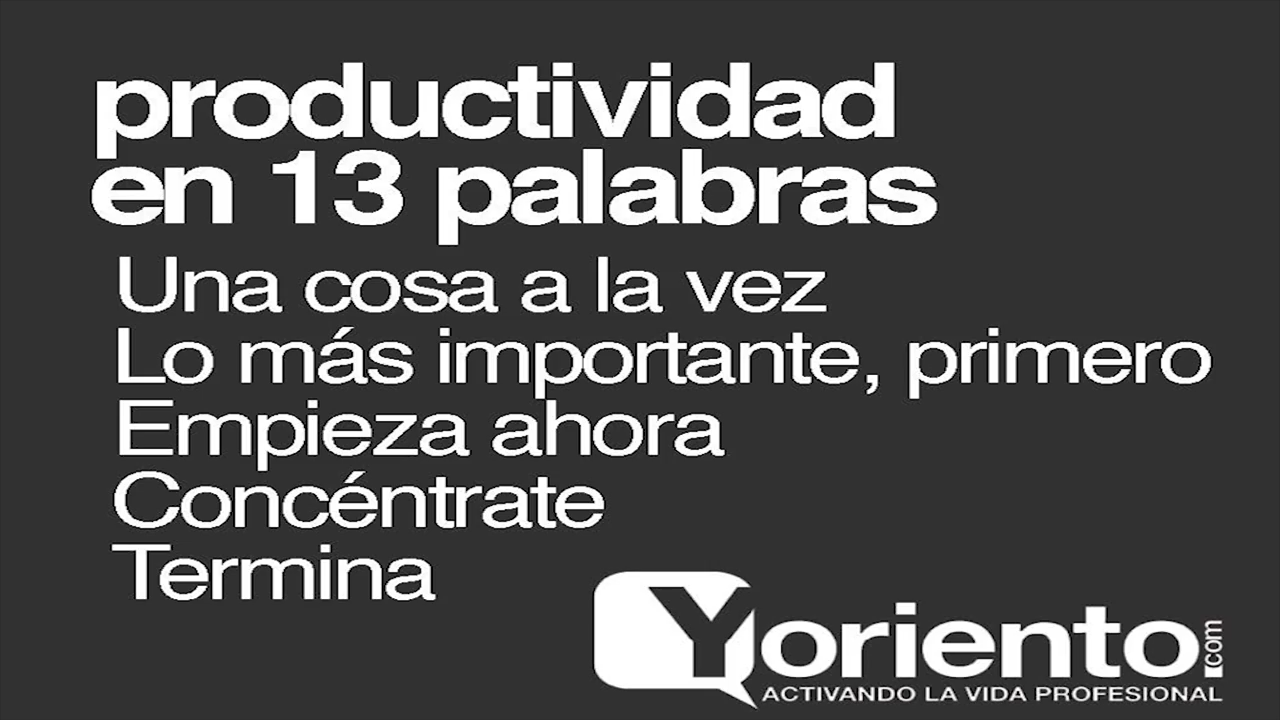 productividad
en 13 palabras
Una cosa a la vez
Lo más importante, primero
Empieza ahora
Concéntrate
Termina
Yoriento.com
ACTIVANDO LA VIDA PROFESIONAL